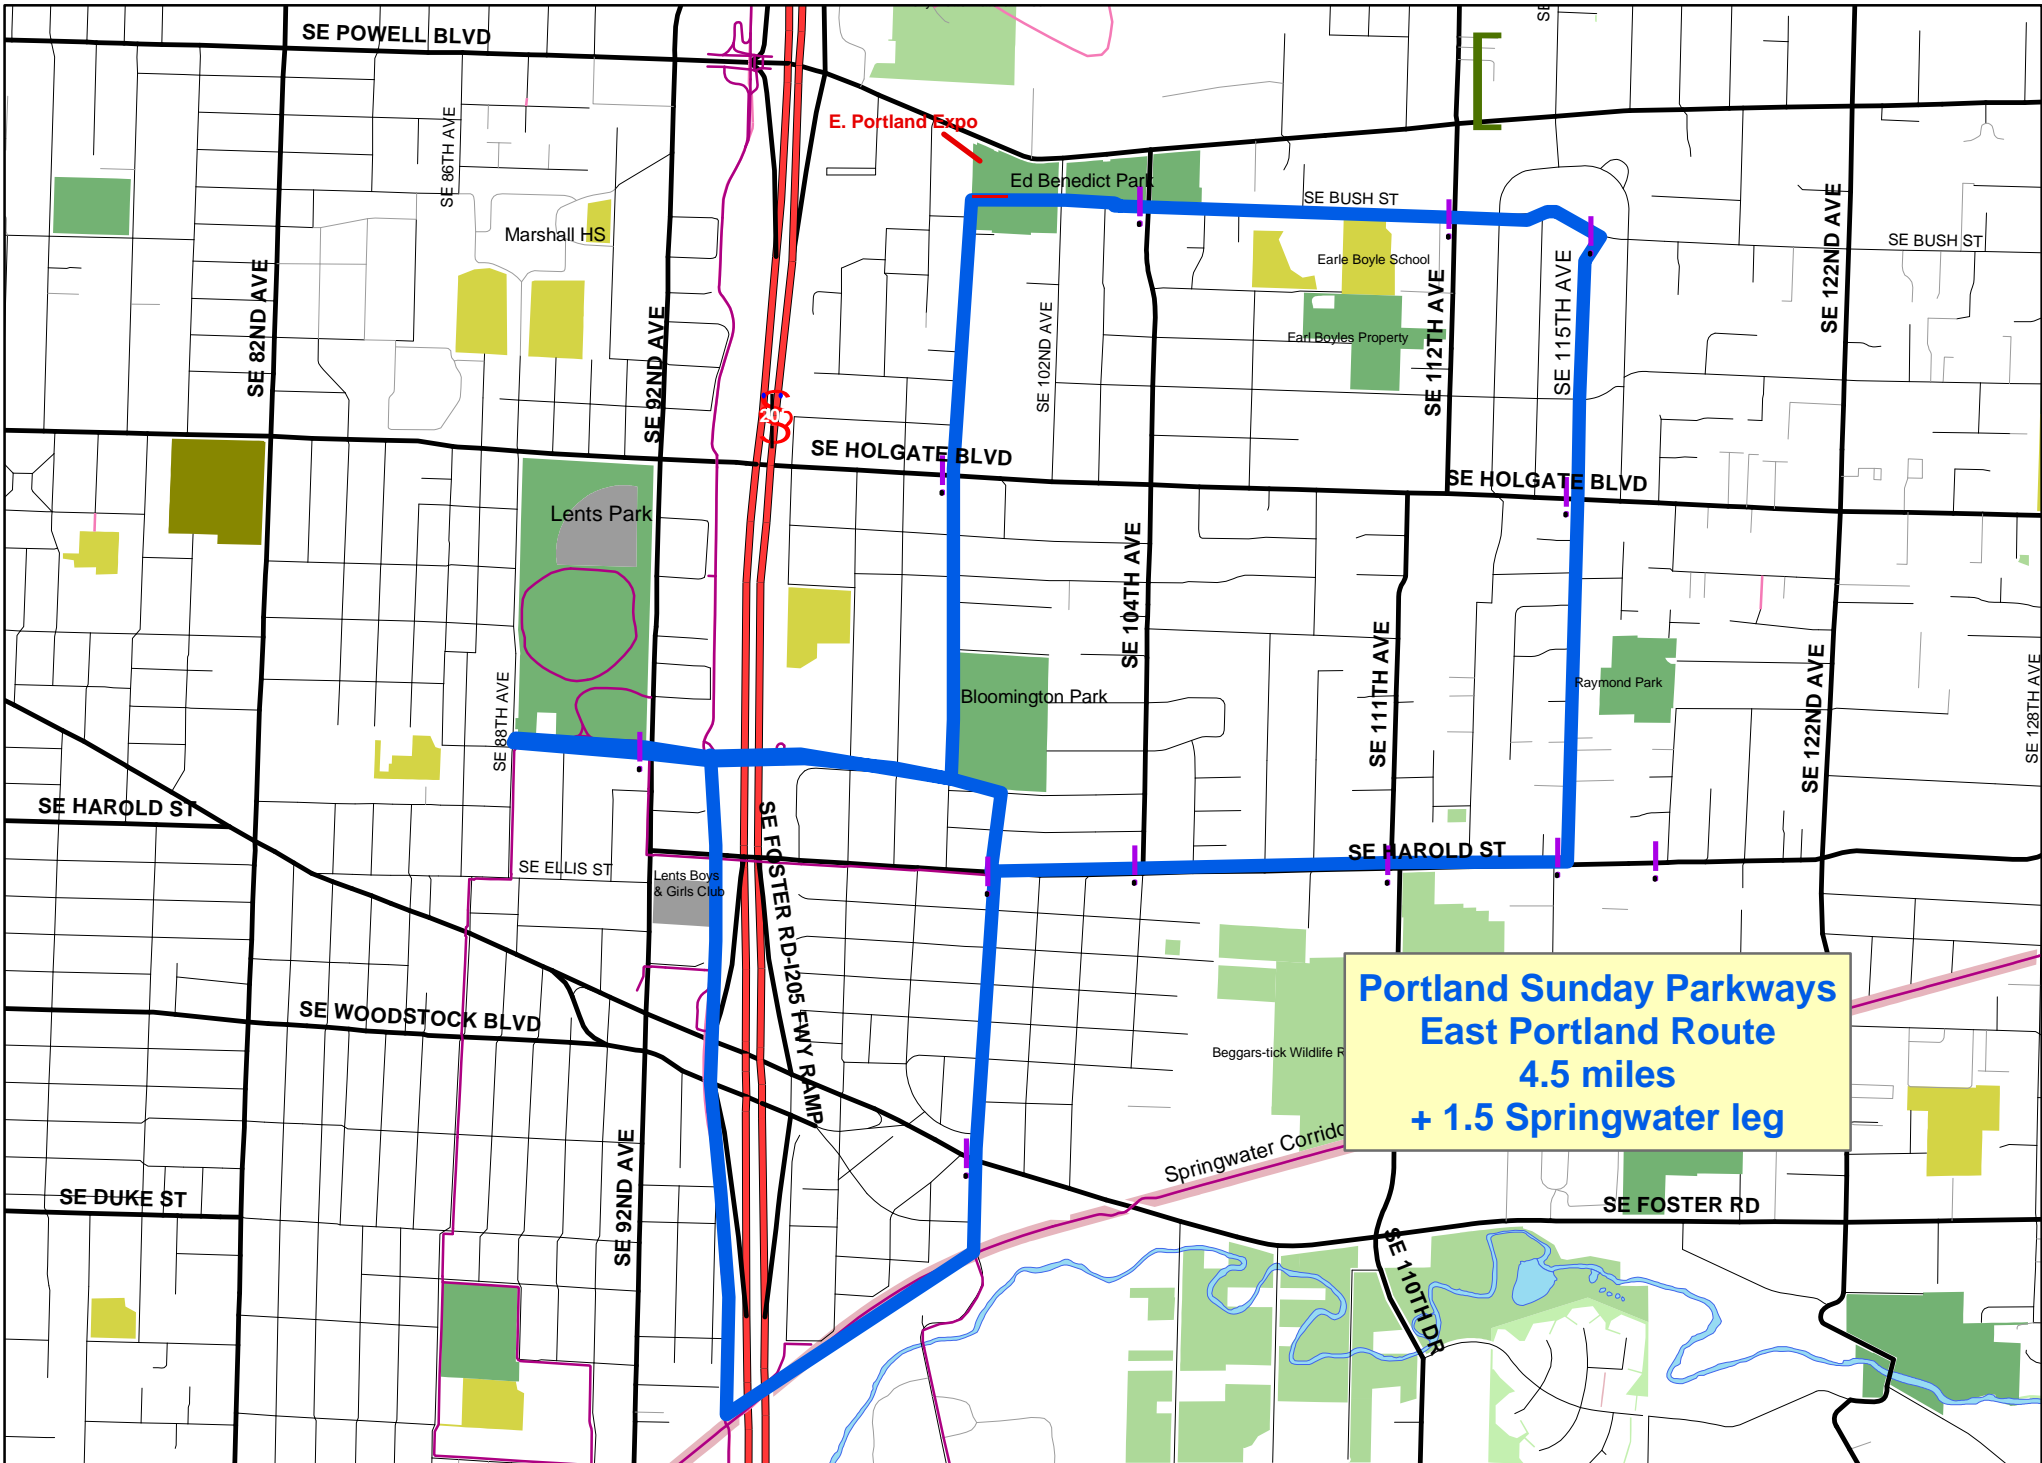 SE POWELL BLVD
SE 86TH AVE
E. Portland Expo
Ed Benedict Park
SE BUSH ST
SE BUSH ST
Marshall HS
Earle Boyle School
Earl Boyles Property
SE 82ND AVE
SE 92ND AVE
SE 102ND AVE
SE 112TH AVE
SE 115TH AVE
SE 122ND AVE
SE HOLGATE BLVD
SE HOLGATE BLVD
Lents Park
SE 104TH AVE
SE 111TH AVE
Raymond Park
Bloomington Park
SE 88TH AVE
SE 122ND AVE
SE 128TH AVE
SE HAROLD ST
SE HAROLD ST
SE ELLIS ST
Lents Boys
& Girls Club
SE FOSTER RD-I205 FWY RAMP
SE WOODSTOCK BLVD
Portland Sunday Parkways
East Portland Route
4.5 miles
+ 1.5 Springwater leg
Beggars-tick Wildlife R
Springwater Corrido
SE DUKE ST
SE 92ND AVE
SE FOSTER RD
SE 110TH DR